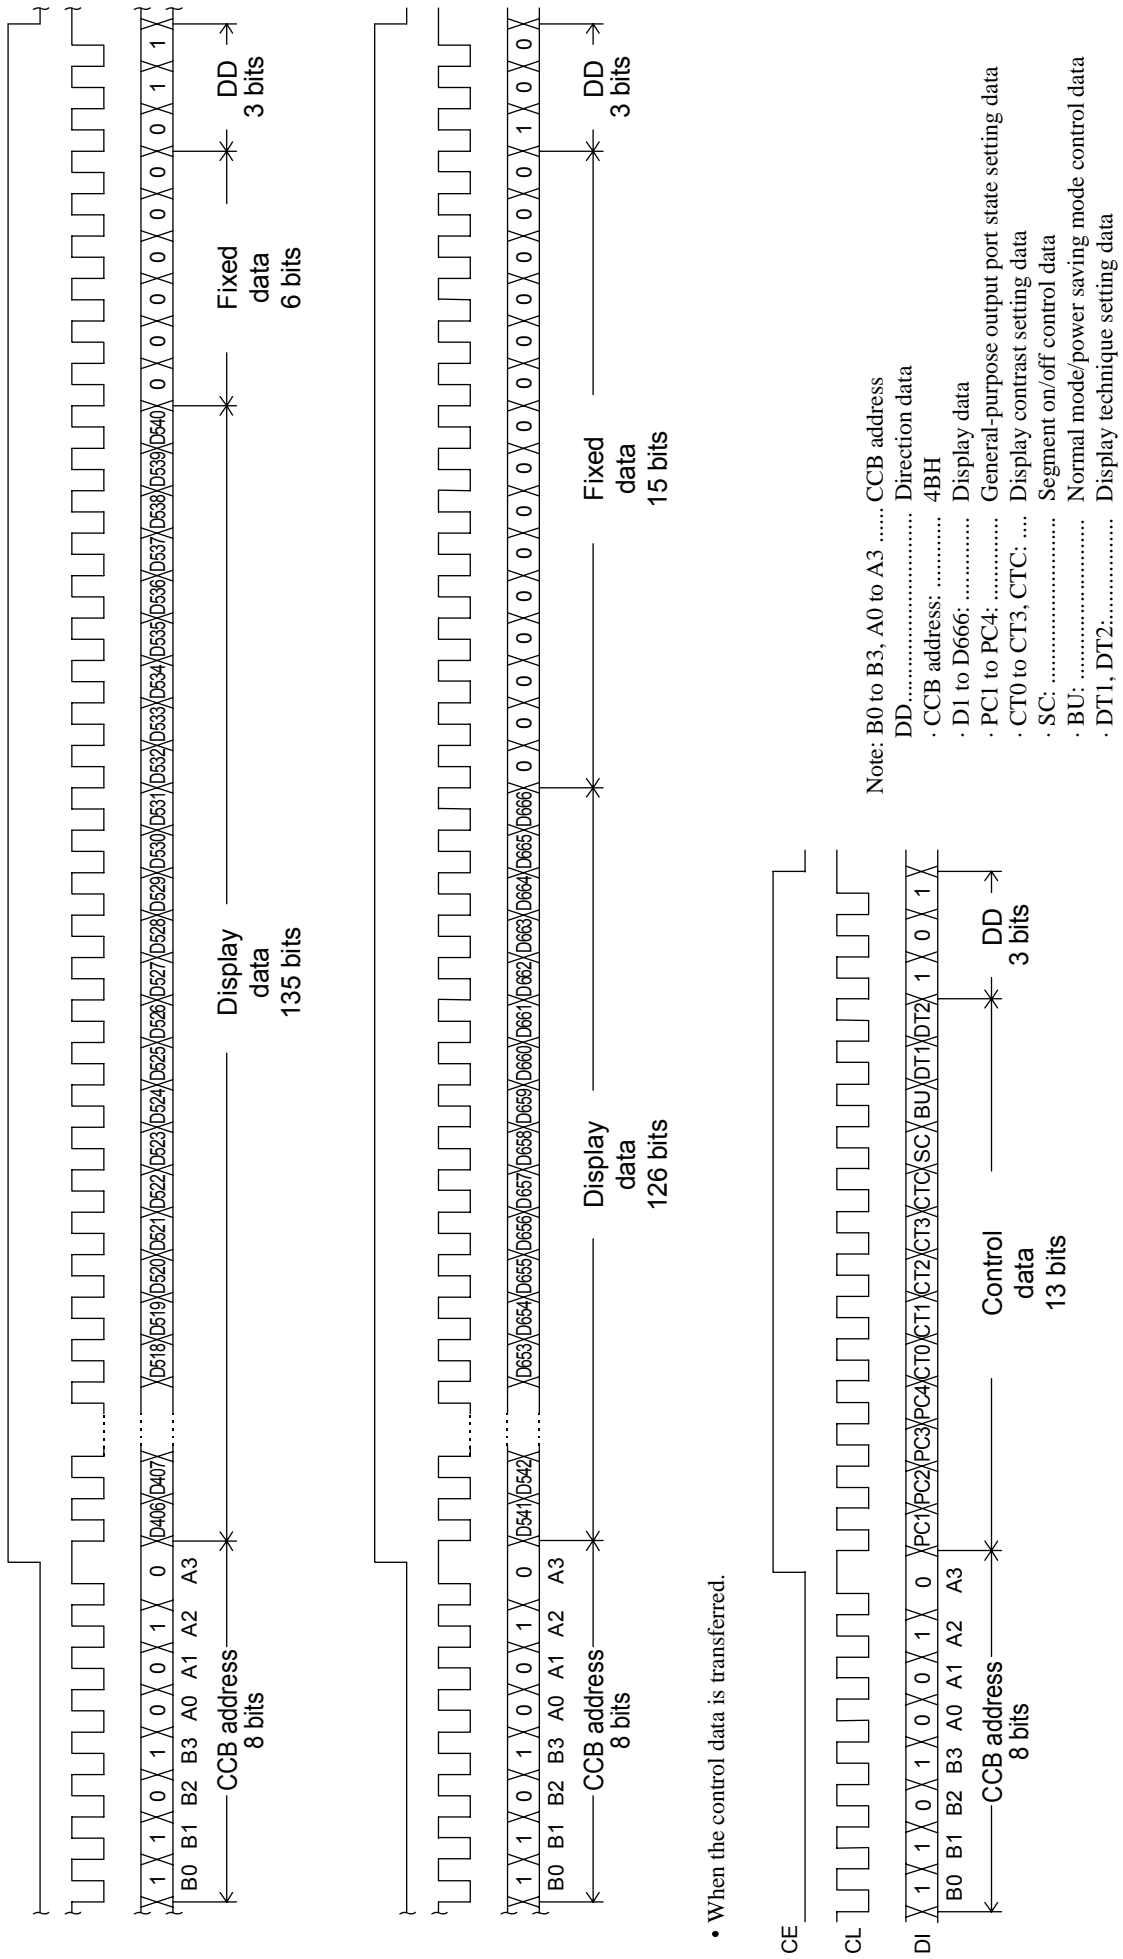 1 1 0 1 0 0 1 0 D406 D407 D518 D519 D520 D521 D522 D523 D524 D525 D526 D527 D528 D529 D530 D531 D532 D533 D534 D535 D536 D537 D538 D539 D540 0 0 0 0 0 0 0 1 1
B0 B1 B2 B3 A0 A1 A2 A3
CCB address
8 bits
Display
data
135 bits
Fixed
data
6 bits
DD
3 bits
1 1 0 1 0 0 1 0 D541 D542 D653 D654 D655 D656 D657 D658 D659 D660 D661 D662 D663 D664 D665 D666 0 0 0 0 0 0 0 0 0 0 0 0 0 0 0 1 0 0
B0 B1 B2 B3 A0 A1 A2 A3
CCB address
8 bits
Display
data
126 bits
Fixed
data
15 bits
DD
3 bits
• When the control data is transferred.
CE
CL
DI 1 1 0 1 0 0 1 0 PC1 PC2 PC3 PC4 CT0 CT1 CT2 CT3 CTC SC BU DT1 DT2 1 0 1
B0 B1 B2 B3 A0 A1 A2 A3
CCB address
8 bits
Control
data
13 bits
DD
3 bits
Note: B0 to B3, A0 to A3 ...... CCB address
DD................................ Direction data
· CCB address: ............... 4BH
· D1 to D666: ................. Display data
· PC1 to PC4: ................. General-purpose output port state setting data
· CT0 to CT3, CTC: .... Display contrast setting data
· SC: ............................. Segment on/off control data
· BU: ............................ Normal mode/power saving mode control data
· DT1, DT2:................... Display technique setting data